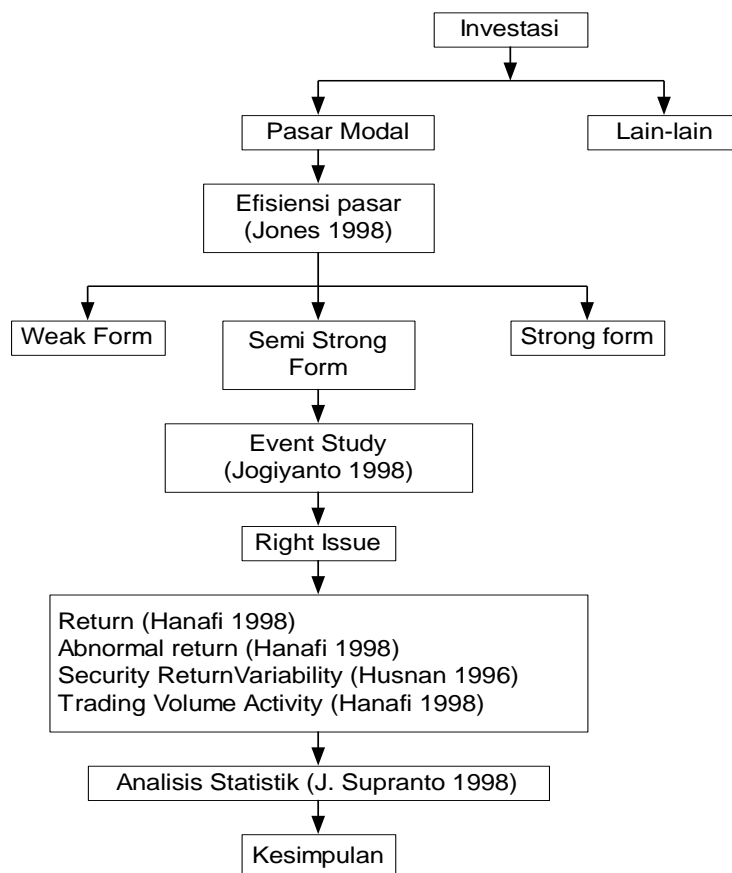 Investasi
Pasar Modal
Lain-lain
Efisiensi pasar
(Jones 1998)
Weak Form
Semi Strong
Form
Strong form
Event Study
(Jogiyanto 1998)
Right Issue
Return (Hanafi 1998)
Abnormal return (Hanafi 1998)
Security ReturnVariability (Husnan 1996)
Trading Volume Activity (Hanafi 1998)
Analisis Statistik (J. Supranto 1998)
Kesimpulan